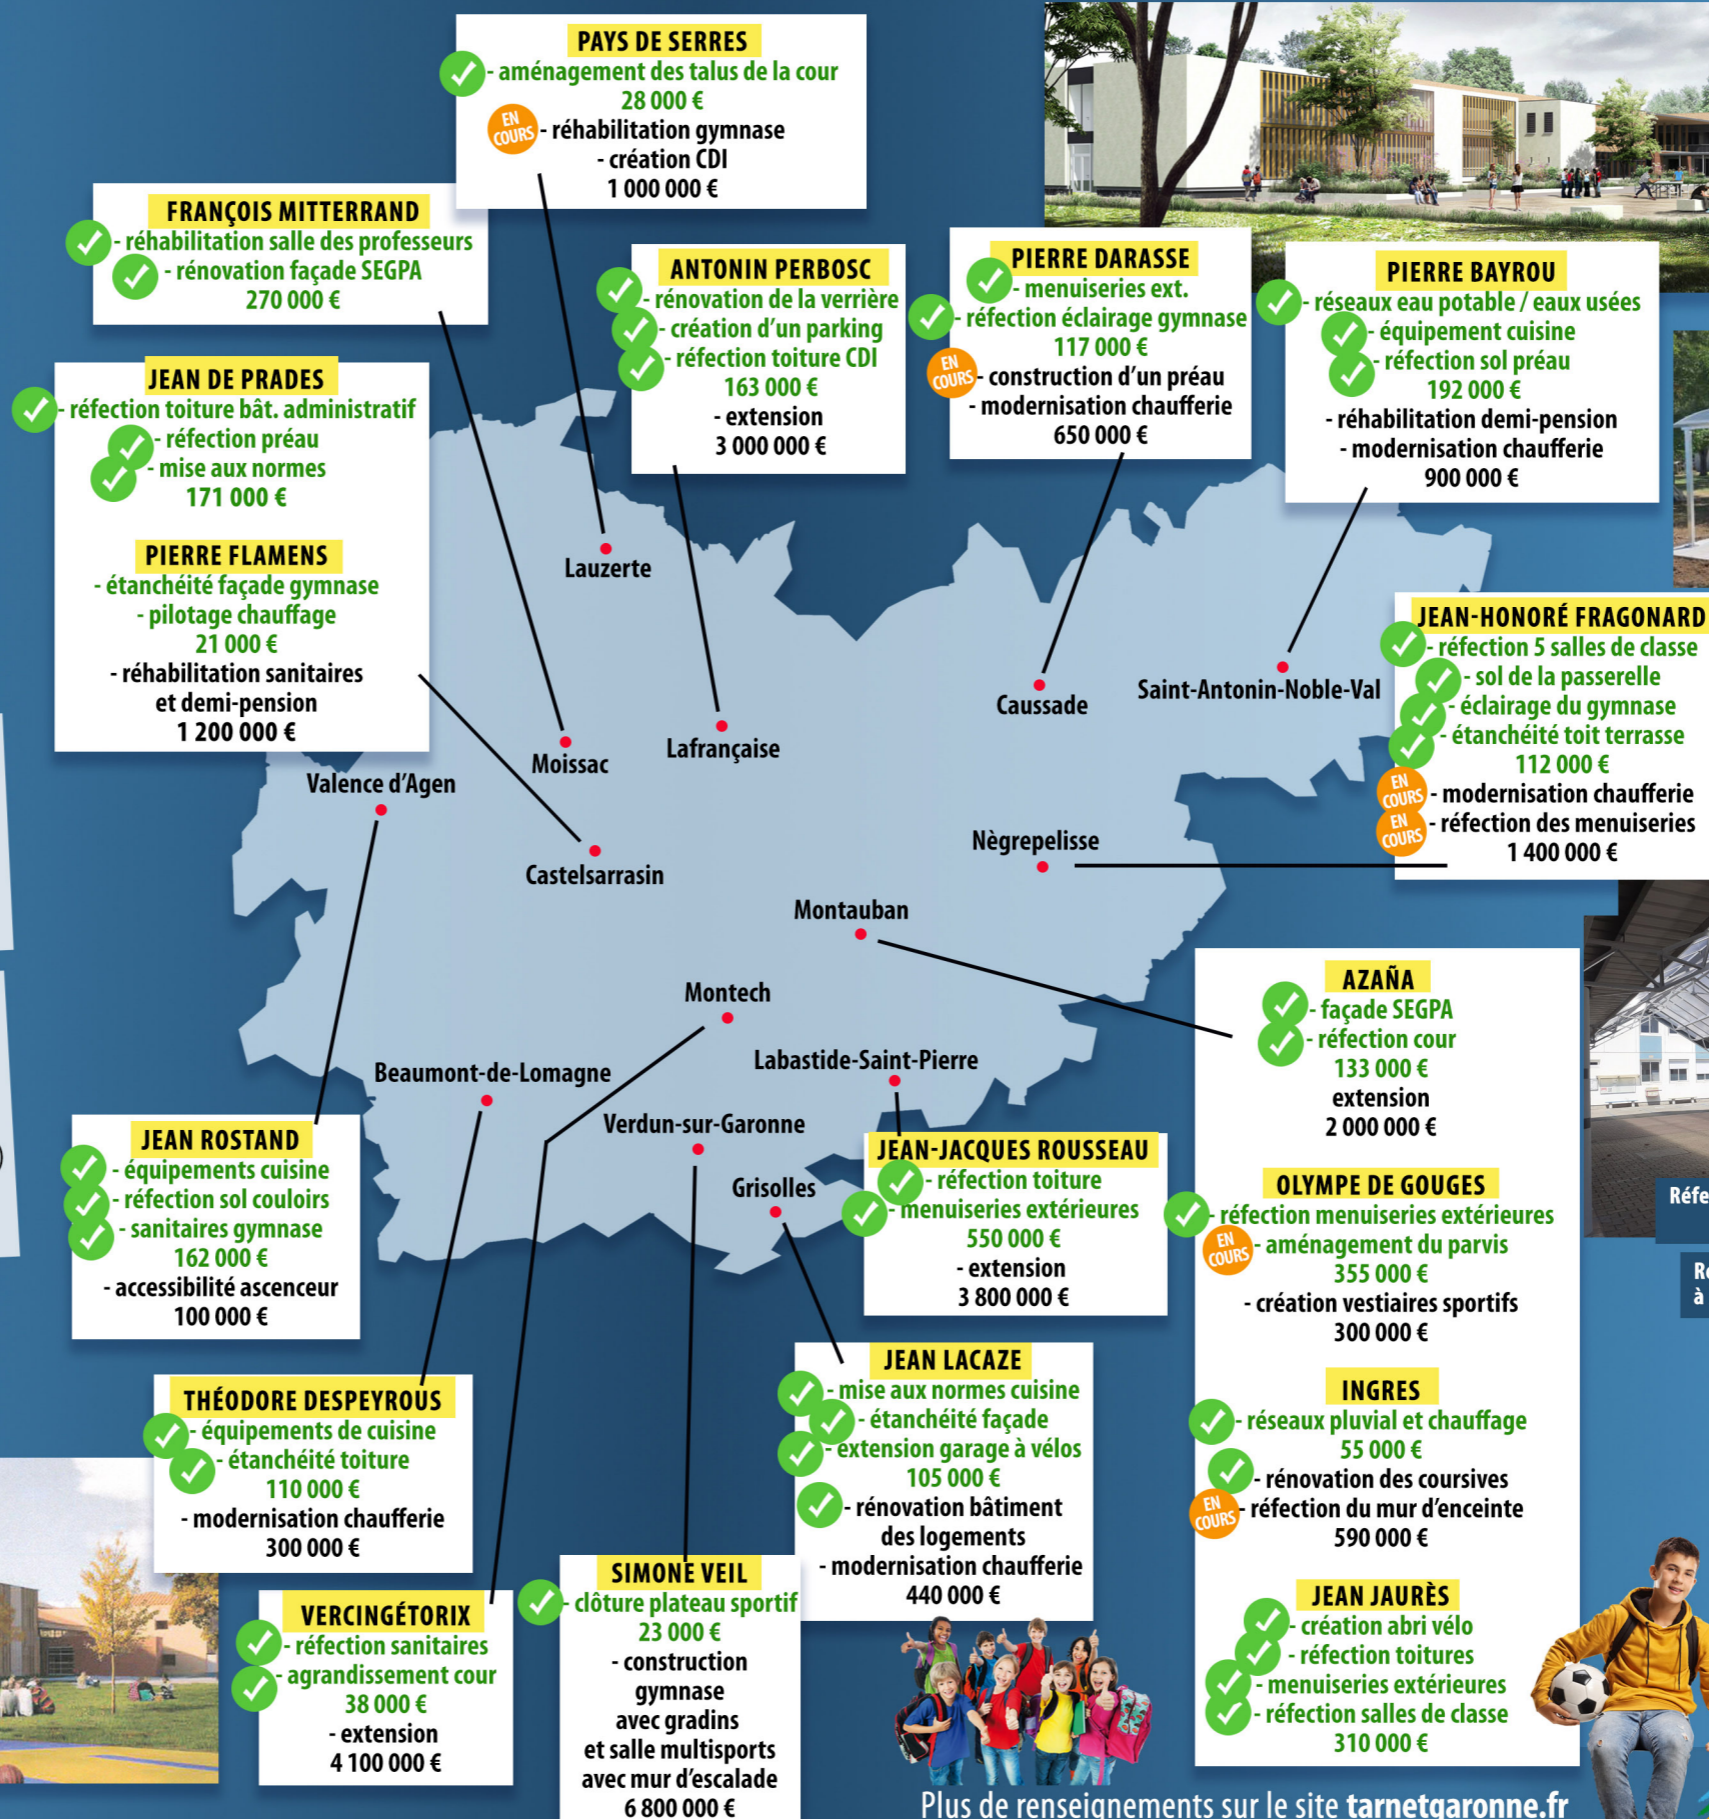 PAYS DE SERRES
- aménagement des talus de la cour
28 000 €
EN
COURS
- réhabilitation gymnase
- création CDI
1 000 000 €
FRANÇOIS MITTERRAND
- réhabilitation salle des professeurs
- rénovation façade SEGPA
270 000 €
ANTONIN PERBOSC
- rénovation de la verrière
- création d'un parking
- réfection toiture CDI
163 000 €
- extension
3 000 000 €
PIERRE DARASSE
- menuiseries ext.
- réfection éclairage gymnase
117 000 €
EN
COURS
- construction d'un préau
- modernisation chaufferie
650 000 €
PIERRE BAYROU
- réseaux eau potable / eaux usées
- équipement cuisine
- réfection sol préau
192 000 €
- réhabilitation demi-pension
- modernisation chaufferie
900 000 €
JEAN DE PRADES
- réfection toiture bât. administratif
- réfection préau
- mise aux normes
171 000 €
PIERRE FLAMENS
- étanchéité façade gymnase
- pilotage chauffage
21 000 €
- réhabilitation sanitaires
et demi-pension
1 200 000 €
JEAN-HONORÉ FRAGONARD
- réfection 5 salles de classe
- sol de la passerelle
- éclairage du gymnase
- étanchéité toit terrasse
112 000 €
EN
COURS
- modernisation chaufferie
EN
COURS
- réfection des menuiseries
1 400 000 €
Lauzerte
Moissac
Lafrançaise
Caussade
Saint-Antonin-Noble-Val
Valence d'Agen
Castelsarrasin
Nègrepelisse
Montauban
Montech
Beaumont-de-Lomagne
Labastide-Saint-Pierre
Verdun-sur-Garonne
Grisolles
AZAÑA
- façade SEGPA
- réfection cour
133 000 €
extension
2 000 000 €
OLYMPE DE GOUGES
- réfection menuiseries extérieures
EN
COURS
- aménagement du parvis
355 000 €
- création vestiaires sportifs
300 000 €
INGRES
- réseaux pluvial et chauffage
55 000 €
- rénovation des coursives
EN
COURS
- réfection du mur d'enceinte
590 000 €
JEAN JAURÈS
- création abri vélo
- réfection toitures
- menuiseries extérieures
- réfection salles de classe
310 000 €
JEAN ROSTAND
- équipements cuisine
- réfection sol couloirs
- sanitaires gymnase
162 000 €
- accessibilité ascenceur
100 000 €
JEAN-JACQUES ROUSSEAU
- réfection toiture
- menuiseries extérieures
550 000 €
- extension
3 800 000 €
JEAN LACAZE
- mise aux normes cuisine
- étanchéité façade
- extension garage à vélos
105 000 €
- rénovation bâtiment
des logements
- modernisation chaufferie
440 000 €
THÉODORE DESPEYROUS
- équipements de cuisine
- étanchéité toiture
110 000 €
- modernisation chaufferie
300 000 €
VERCINGÉTORIX
- réfection sanitaires
- agrandissement cour
38 000 €
- extension
4 100 000 €
SIMONE VEIL
- clôture plateau sportif
23 000 €
- construction
gymnase
avec gradins
et salle multisports
avec mur d'escalade
6 800 000 €
Plus de renseignements sur le site tarnetgaronne.fr
Réfe
à